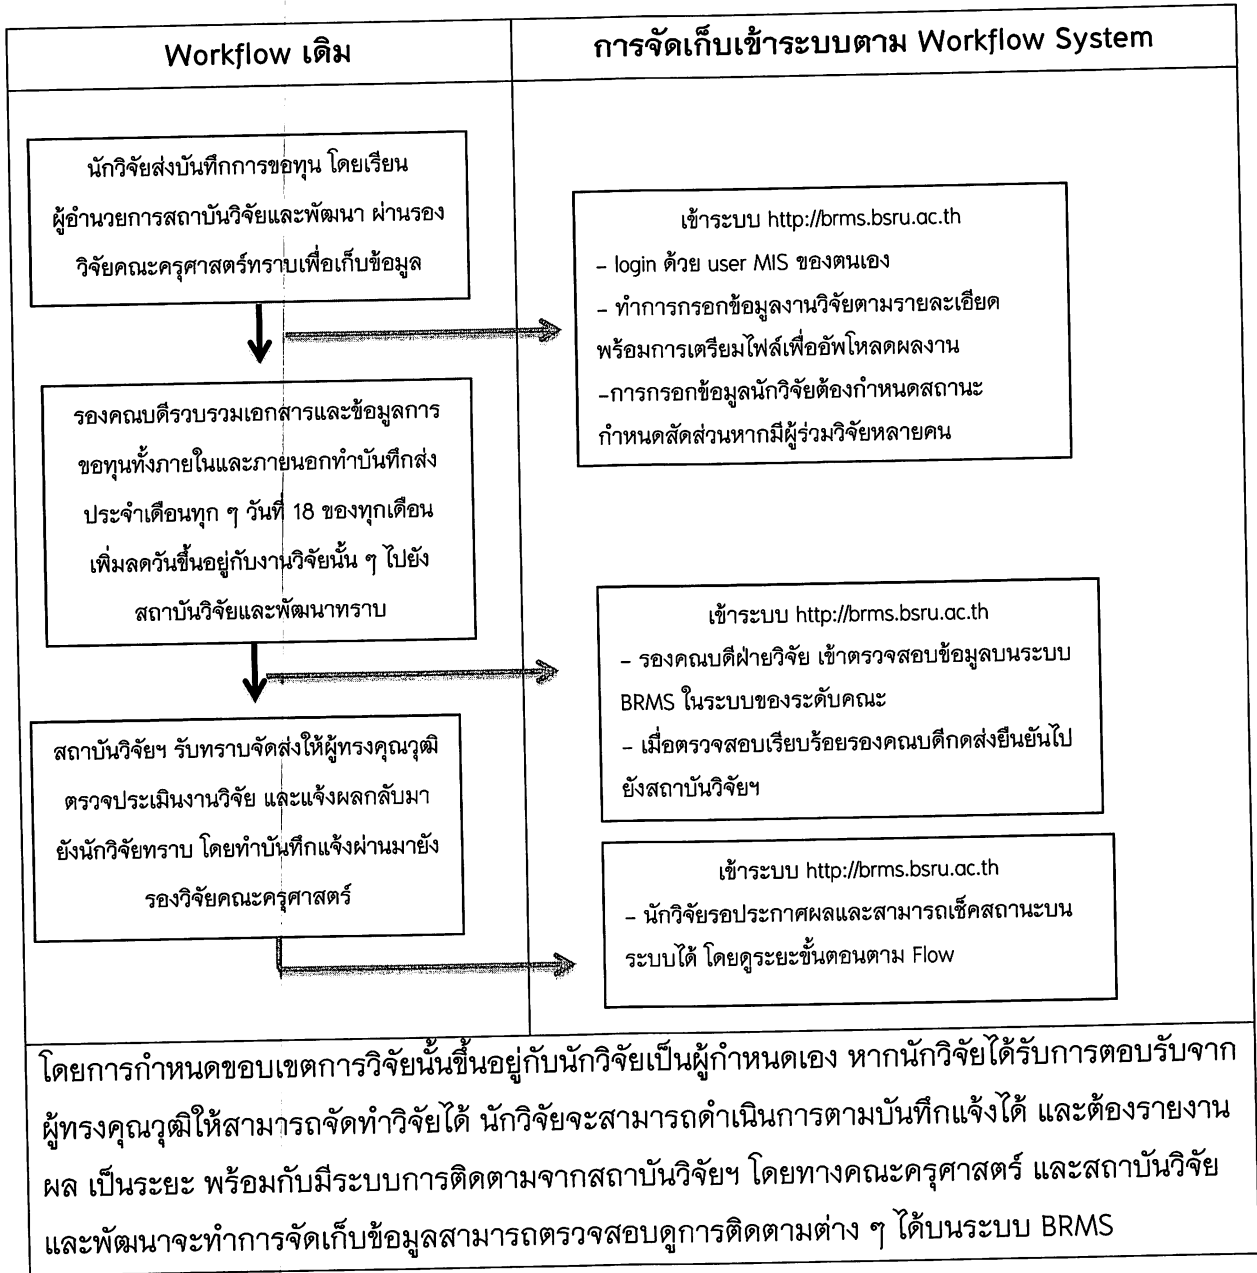 Workflow เดิม
การจัดเก็บเข้าระบบตาม Workflow System
นักวิจัยส่งบันทึกการขอทุน โดยเรียน
ผู้อำนวยการสถาบันวิจัยและพัฒนา ผ่านรอง
วิจัยคณะครุศาสตร์ทราบเพื่อเก็บข้อมูล
เข้าระบบ http://brms.bsru.ac.th
– login ด้วย user MIS ของตนเอง
– ทำการกรอกข้อมูลงานวิจัยตามรายละเอียด
พร้อมการเตรียมไฟล์เพื่ออัพโหลดผลงาน
–การกรอกข้อมูลนักวิจัยต้องกำหนดสถานะ
กำหนดสัดส่วนหากมีผู้ร่วมวิจัยหลายคน
รองคณบดีรวบรวมเอกสารและข้อมูลการ
ขอทุนทั้งภายในและภายนอกทำบันทึกส่ง
ประจำเดือนทุก ๆ วันที่ 18 ของทุกเดือน
เพิ่มลดวันขึ้นอยู่กับงานวิจัยนั้น ๆ ไปยัง
สถาบันวิจัยและพัฒนาทราบ
เข้าระบบ http://brms.bsru.ac.th
– รองคณบดีฝ่ายวิจัย เข้าตรวจสอบข้อมูลบนระบบ
BRMS ในระบบของระดับคณะ
– เมื่อตรวจสอบเรียบร้อยรองคณบดีกดส่งยืนยันไป
ยังสถาบันวิจัยฯ
สถาบันวิจัยฯ รับทราบจัดส่งให้ผู้ทรงคุณวุฒิ
ตรวจประเมินงานวิจัย และแจ้งผลกลับมา
ยังนักวิจัยทราบ โดยทำบันทึกแจ้งผ่านมายัง
รองวิจัยคณะครุศาสตร์
เข้าระบบ http://brms.bsru.ac.th
– นักวิจัยรอประกาศผลและสามารถเช็คสถานะบน
ระบบได้ โดยดูระยะขั้นตอนตาม Flow
โดยการกำหนดขอบเขตการวิจัยนั้นขึ้นอยู่กับนักวิจัยเป็นผู้กำหนดเอง หากนักวิจัยได้รับการตอบรับจาก
ผู้ทรงคุณวุฒิให้สามารถจัดทำวิจัยได้ นักวิจัยจะสามารถดำเนินการตามบันทึกแจ้งได้ และต้องรายงาน
ผล เป็นระยะ พร้อมกับมีระบบการติดตามจากสถาบันวิจัยฯ โดยทางคณะครุศาสตร์ และสถาบันวิจัย
และพัฒนาจะทำการจัดเก็บข้อมูลสามารถตรวจสอบดูการติดตามต่าง ๆ ได้บนระบบ BRMS